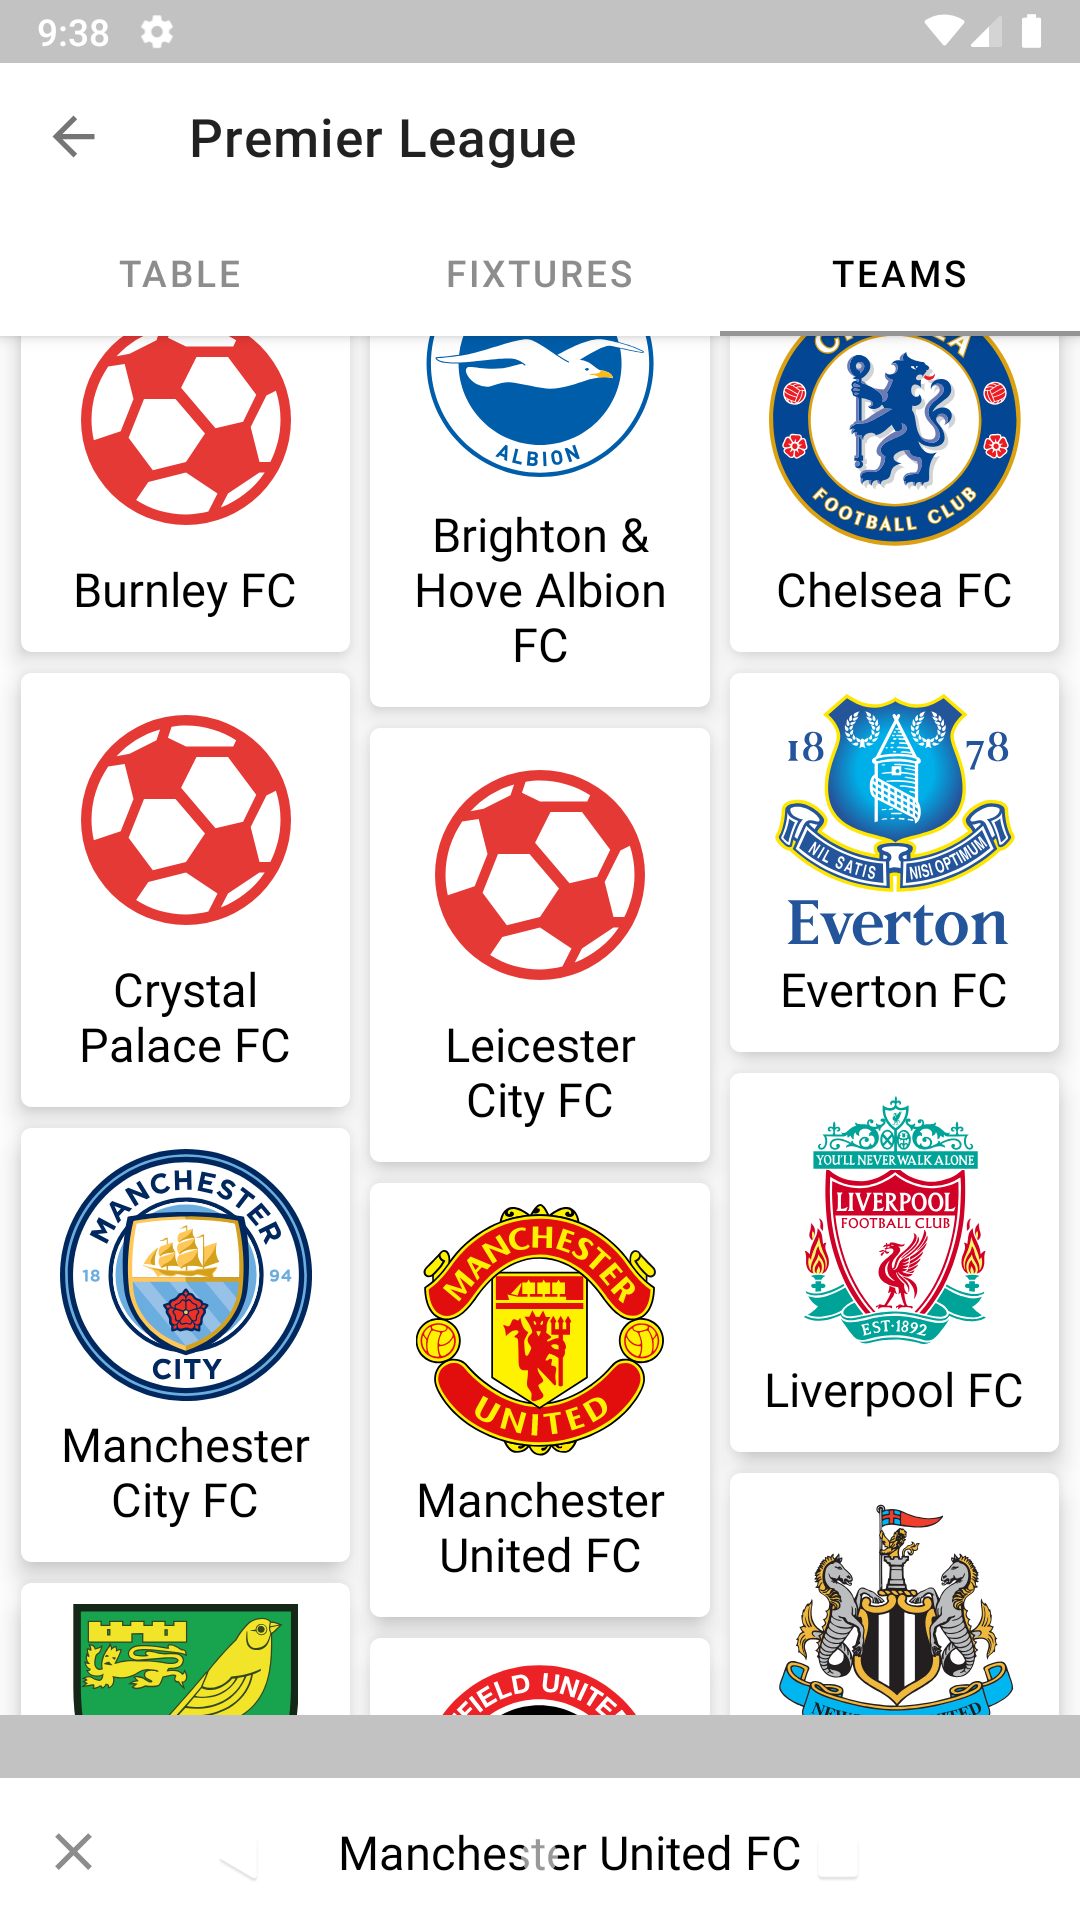 9:38
Premier League
TABLE
FIXTURES
TEAMS
ALBION
FOOTBALL CLUB
Burnley FC
Brighton &
Hove Albion
FC
Chelsea FC
18 78
NIL SATIS NISI OPTIMUM
Everton
Crystal
Palace FC
Leicester
City FC
Everton FC
MANCHESTER
18 94
CITY
MANCHESTER
UNITED
YOU'LL NEVER WALK ALONE
LIVERPOOL
FOOTBALL CLUB
EST·1892
Manchester
City FC
Manchester
United FC
Liverpool FC
FIELD UNITE
Manchester United FC